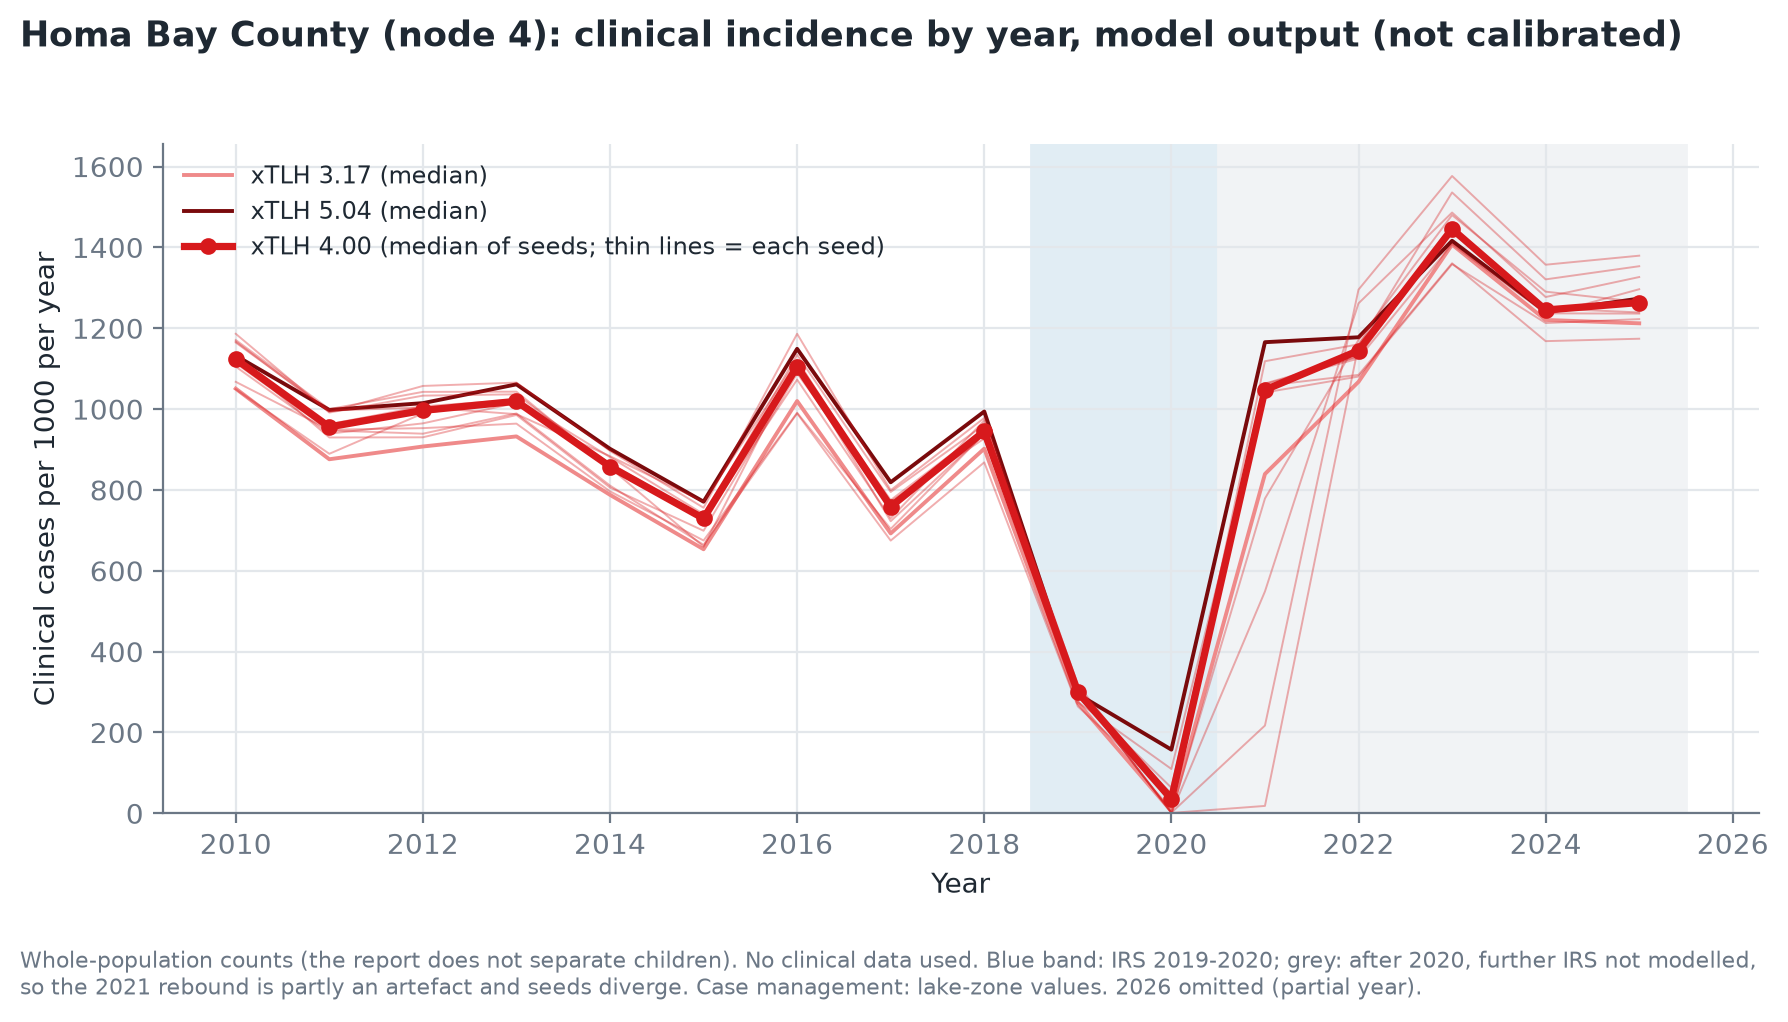 Homa Bay County (node 4): clinical incidence by year, model output (not calibrated)
xTLH 3.17 (median)
xTLH 5.04 (median)
xTLH 4.00 (median of seeds; thin lines = each seed)
Clinical cases per 1000 per year
1600
1400
1200
1000
800
600
400
200
0
2010 2012 2014 2016 2018 2020 2022 2024 2026
Year
Whole-population counts (the report does not separate children). No clinical data used. Blue band: IRS 2019-2020; grey: after 2020, further IRS not modelled,
so the 2021 rebound is partly an artefact and seeds diverge. Case management: lake-zone values. 2026 omitted (partial year).